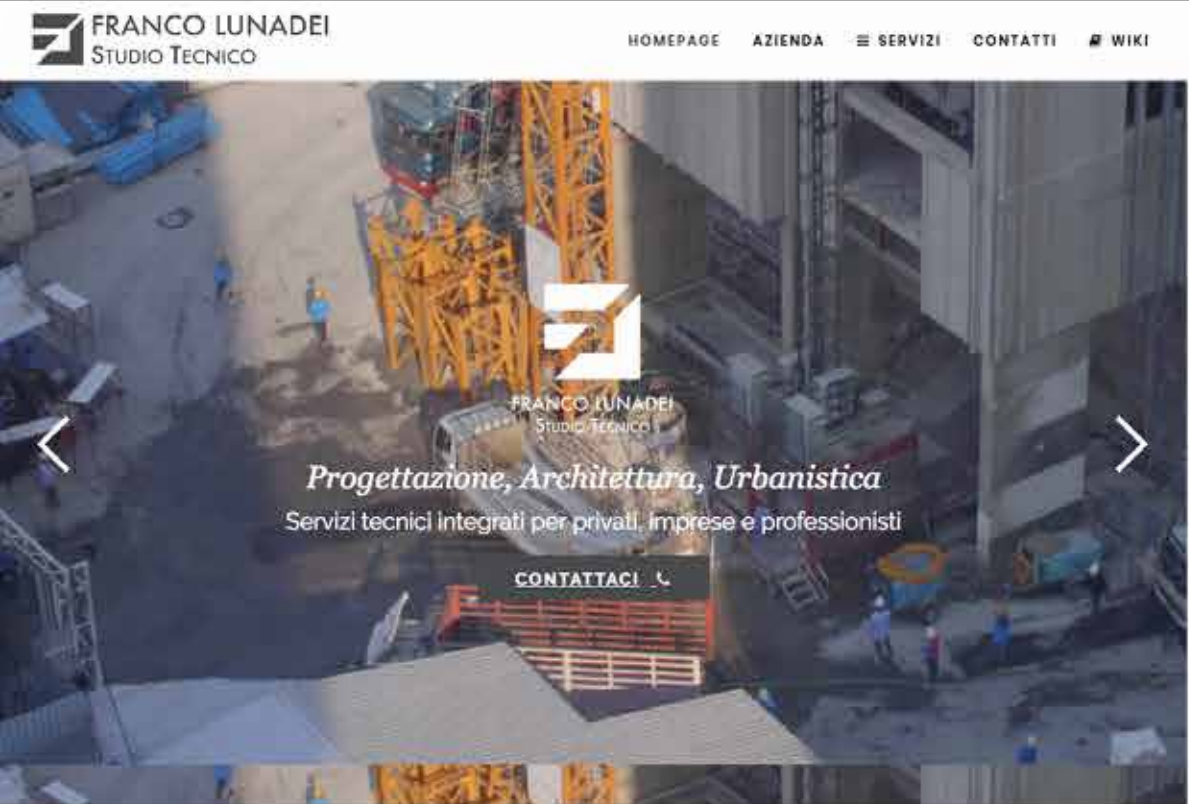 FRANCO LUNADEI
STUDIO TECNICO
HOMEPAGE AZIENDA SERVIZI CONTATTI WIKI
FRANCO LUNADEI
STUDIO TECNICO
Progettazione, Architettura, Urbanistica
Servizi tecnici integrati per privati, imprese e professionisti
CONTATTACI